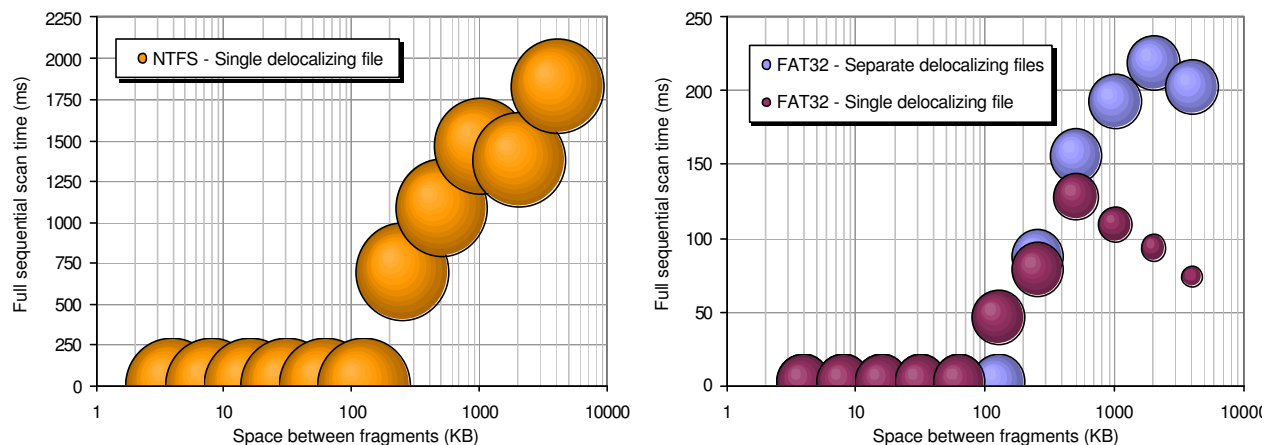 2250
2000
1750
1500
1250
1000
750
500
250
0
Full sequential scan time (ms)
NTFS - Single delocalizing file
1 10 100 1000 10000
Space between fragments (KB)
250
200
150
100
50
0
Full sequential scan time (ms)
FAT32 - Separate delocalizing files
FAT32 - Single delocalizing file
1 10 100 1000 10000
Space between fragments (KB)